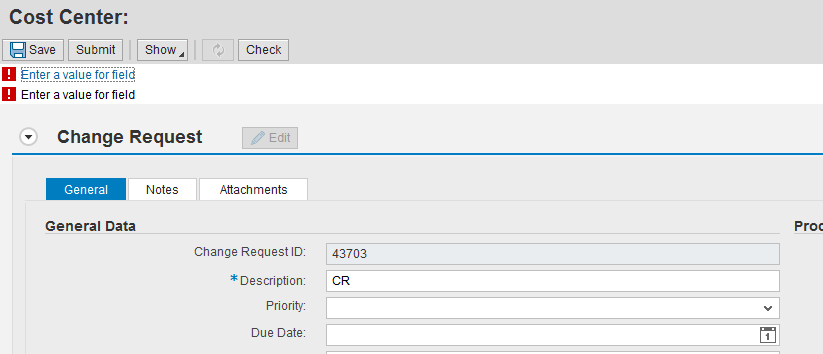 Cost Center:
Save Submit Show Check
Enter a value for field
Enter a value for field
Change Request Edit
General Notes Attachments
General Data Proc
Change Request ID: 43703
* Description: CR
Priority:
Due Date: 1